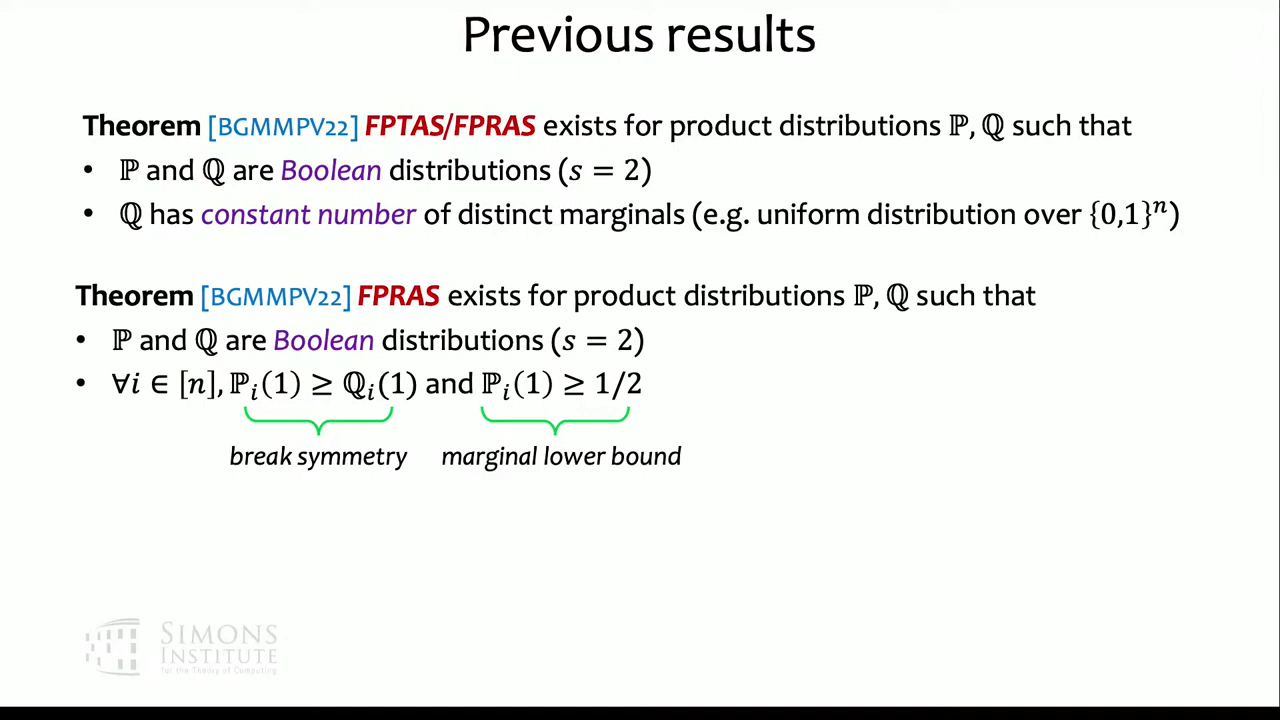 Previous results
Theorem [BGMMPV22] FPTAS/FPRAS exists for product distributions ℙ, ℚ such that
• ℙ and ℚ are Boolean distributions (s = 2)
• ℚ has constant number of distinct marginals (e.g. uniform distribution over {0,1}ⁿ)
Theorem [BGMMPV22] FPRAS exists for product distributions ℙ, ℚ such that
• ℙ and ℚ are Boolean distributions (s = 2)
• ∀i ∈ [n], ℙᵢ(1) ≥ ℚᵢ(1) and ℙᵢ(1) ≥ 1/2
break symmetry marginal lower bound
SIMONS
INSTITUTE
for the Theory of Computing